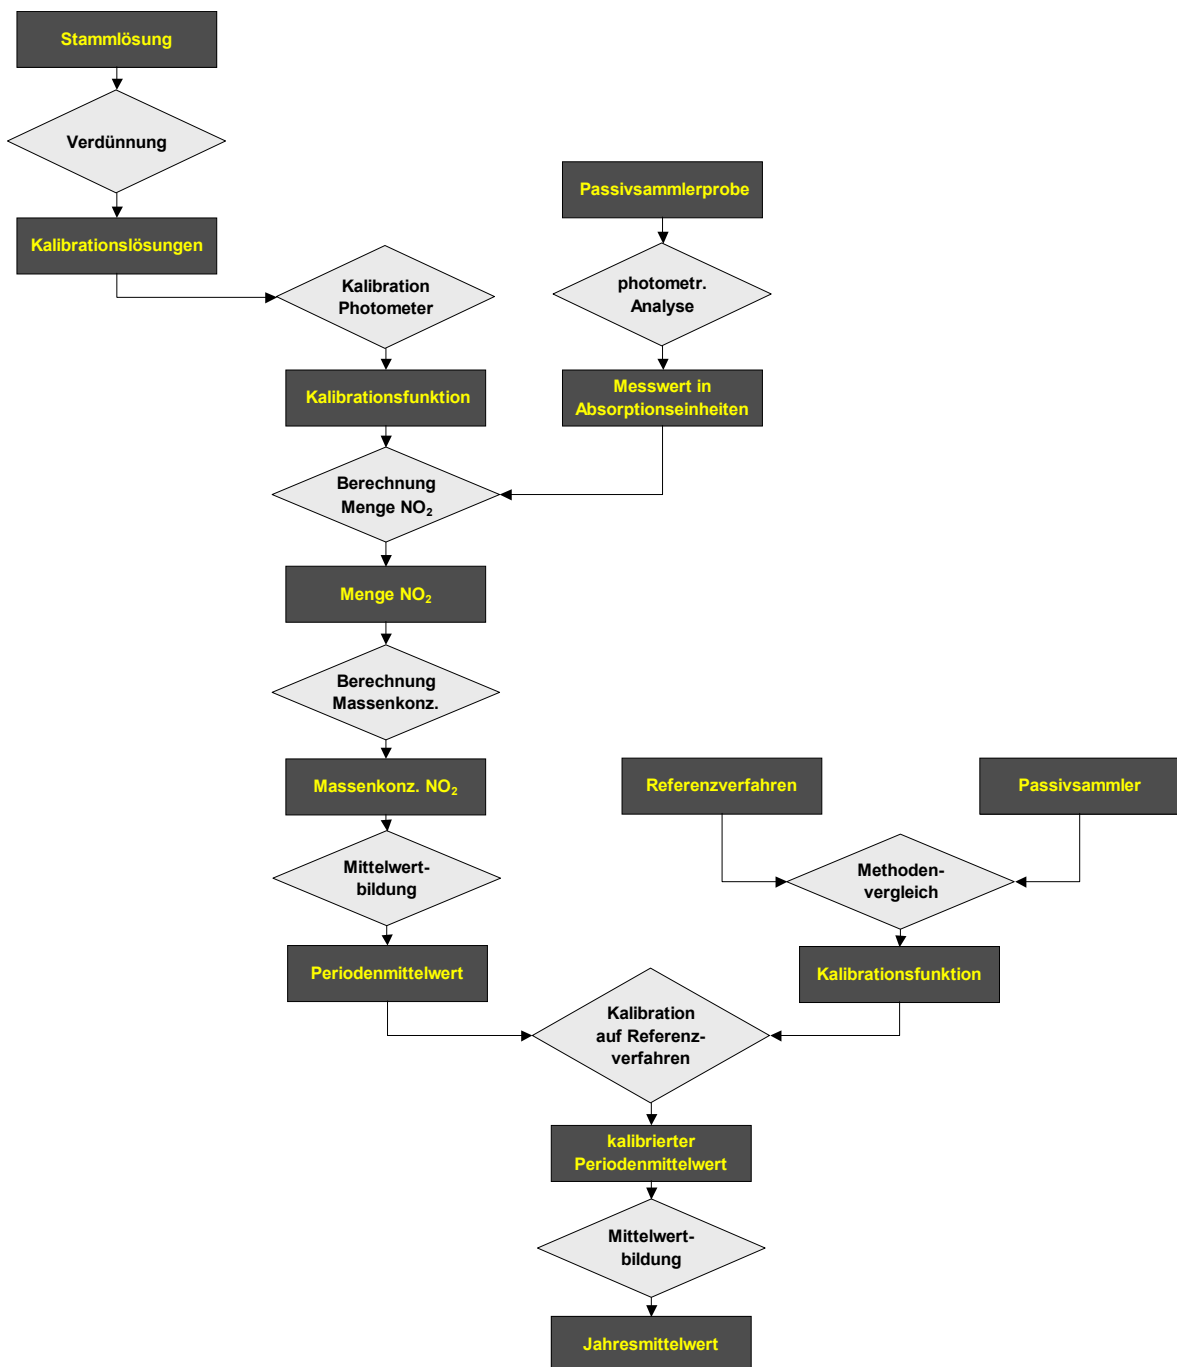 Stammlösung
Verdünnung
Kalibrationslösungen
Passivsammlerprobe
Kalibration
Photometer
photometr.
Analyse
Kalibrationsfunktion
Messwert in
Absorptionseinheiten
Berechnung
Menge NO₂
Menge NO₂
Berechnung
Massenkonz.
Massenkonz. NO₂
Referenzverfahren
Passivsammler
Mittelwert-
bildung
Methoden-
vergleich
Periodenmittelwert
Kalibrationsfunktion
Kalibration
auf Referenz-
verfahren
kalibrierter
Periodenmittelwert
Mittelwert-
bildung
Jahresmittelwert